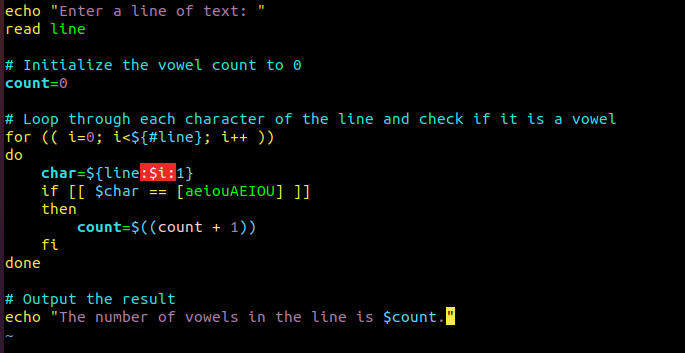 echo "Enter a line of text: "
read line

# Initialize the vowel count to 0
count=0

# Loop through each character of the line and check if it is a vowel
for (( i=0; i<${#line}; i++ ))
do
    char=${line:$i:1}
    if [[ $char == [aeiouAEIOU] ]]
    then
        count=$((count + 1))
    fi
done

# Output the result
echo "The number of vowels in the line is $count."
~